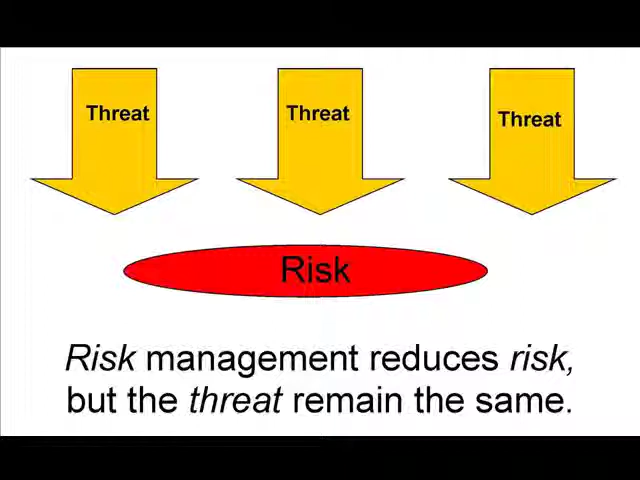 Threat Threat Threat
Risk
Risk management reduces risk,
but the threat remain the same.